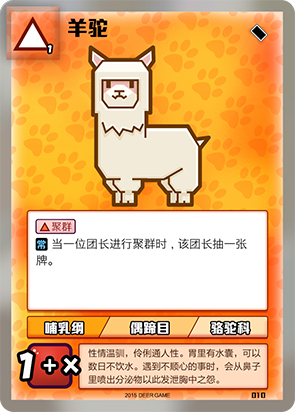 1
羊驼
聚群
常 当一位团长进行聚群时，该团长抽一张
牌。
哺乳纲 偶蹄目 骆驼科
1+×
性情温驯，伶俐通人性。胃里有水囊，可以
数日不饮水。遇到不顺心的事时，会从鼻子
里喷出分泌物以此发泄胸中之怨。
2015 DEER GAME
010